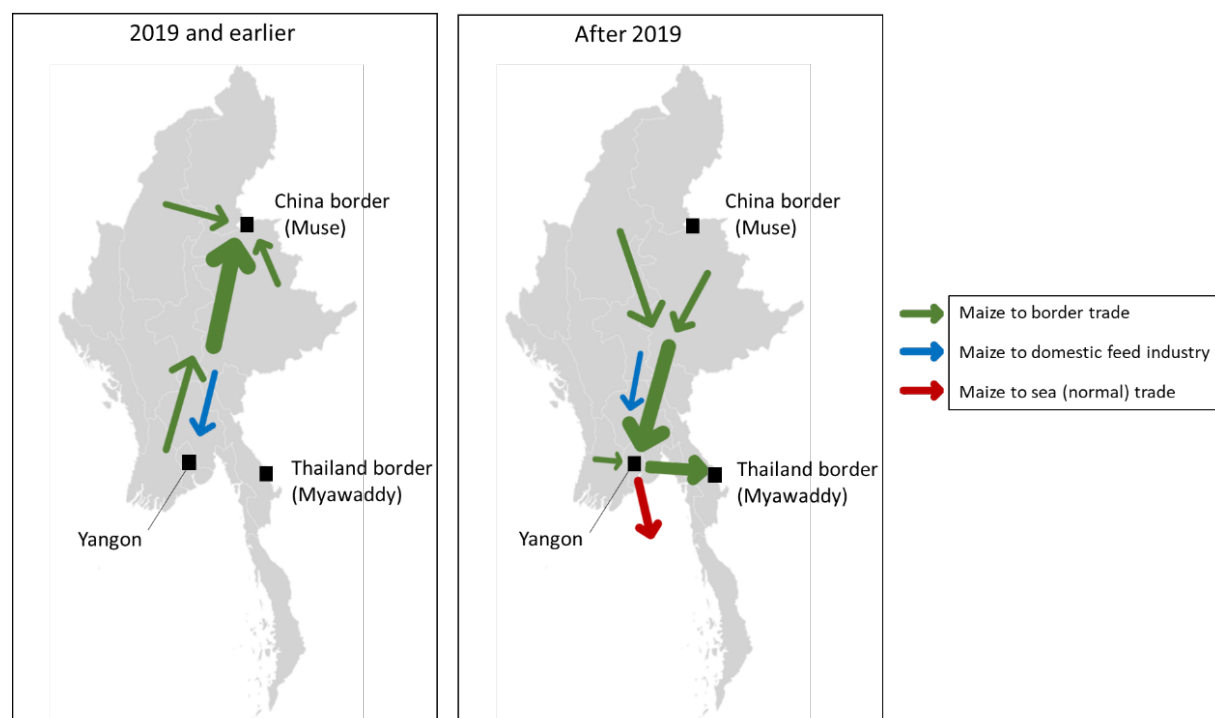 2019 and earlier
China border
(Muse)
Thailand border
(Myawaddy)
Yangon
After 2019
China border
(Muse)
Thailand border
(Myawaddy)
Yangon
Maize to border trade
Maize to domestic feed industry
Maize to sea (normal) trade